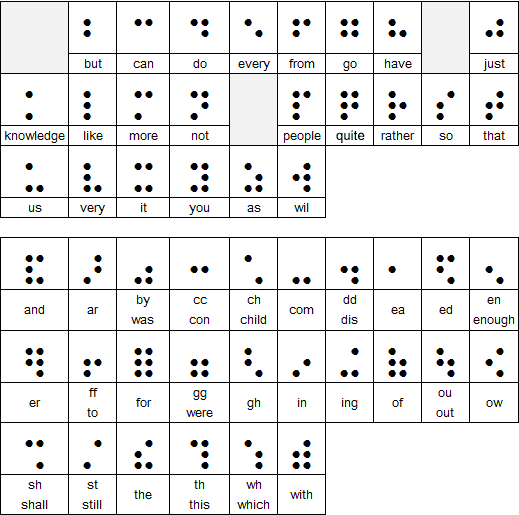 ⠃ ⠉ ⠙ ⠑ ⠋ ⠛ ⠓ ⠚
but can do every from go have just
⠅ ⠇ ⠍ ⠝ ⠏ ⠟ ⠗ ⠎ ⠞
knowledge like more not people quite rather so that
⠥ ⠧ ⠭ ⠽ ⠵ ⠺
us very it you as wil
⠯ ⠜ ⠴ ⠒ ⠡ ⠤ ⠲ ⠂ ⠫ ⠢
and ar by cc ch com dd ea ed en
was con child dis enough
⠻ ⠖ ⠿ ⠶ ⠣ ⠔ ⠬ ⠷ ⠳ ⠪
er ff for gg gh in ing of ou ow
to were out
⠩ ⠌ ⠮ ⠹ ⠱ ⠾
sh st the th wh with
shall still this which